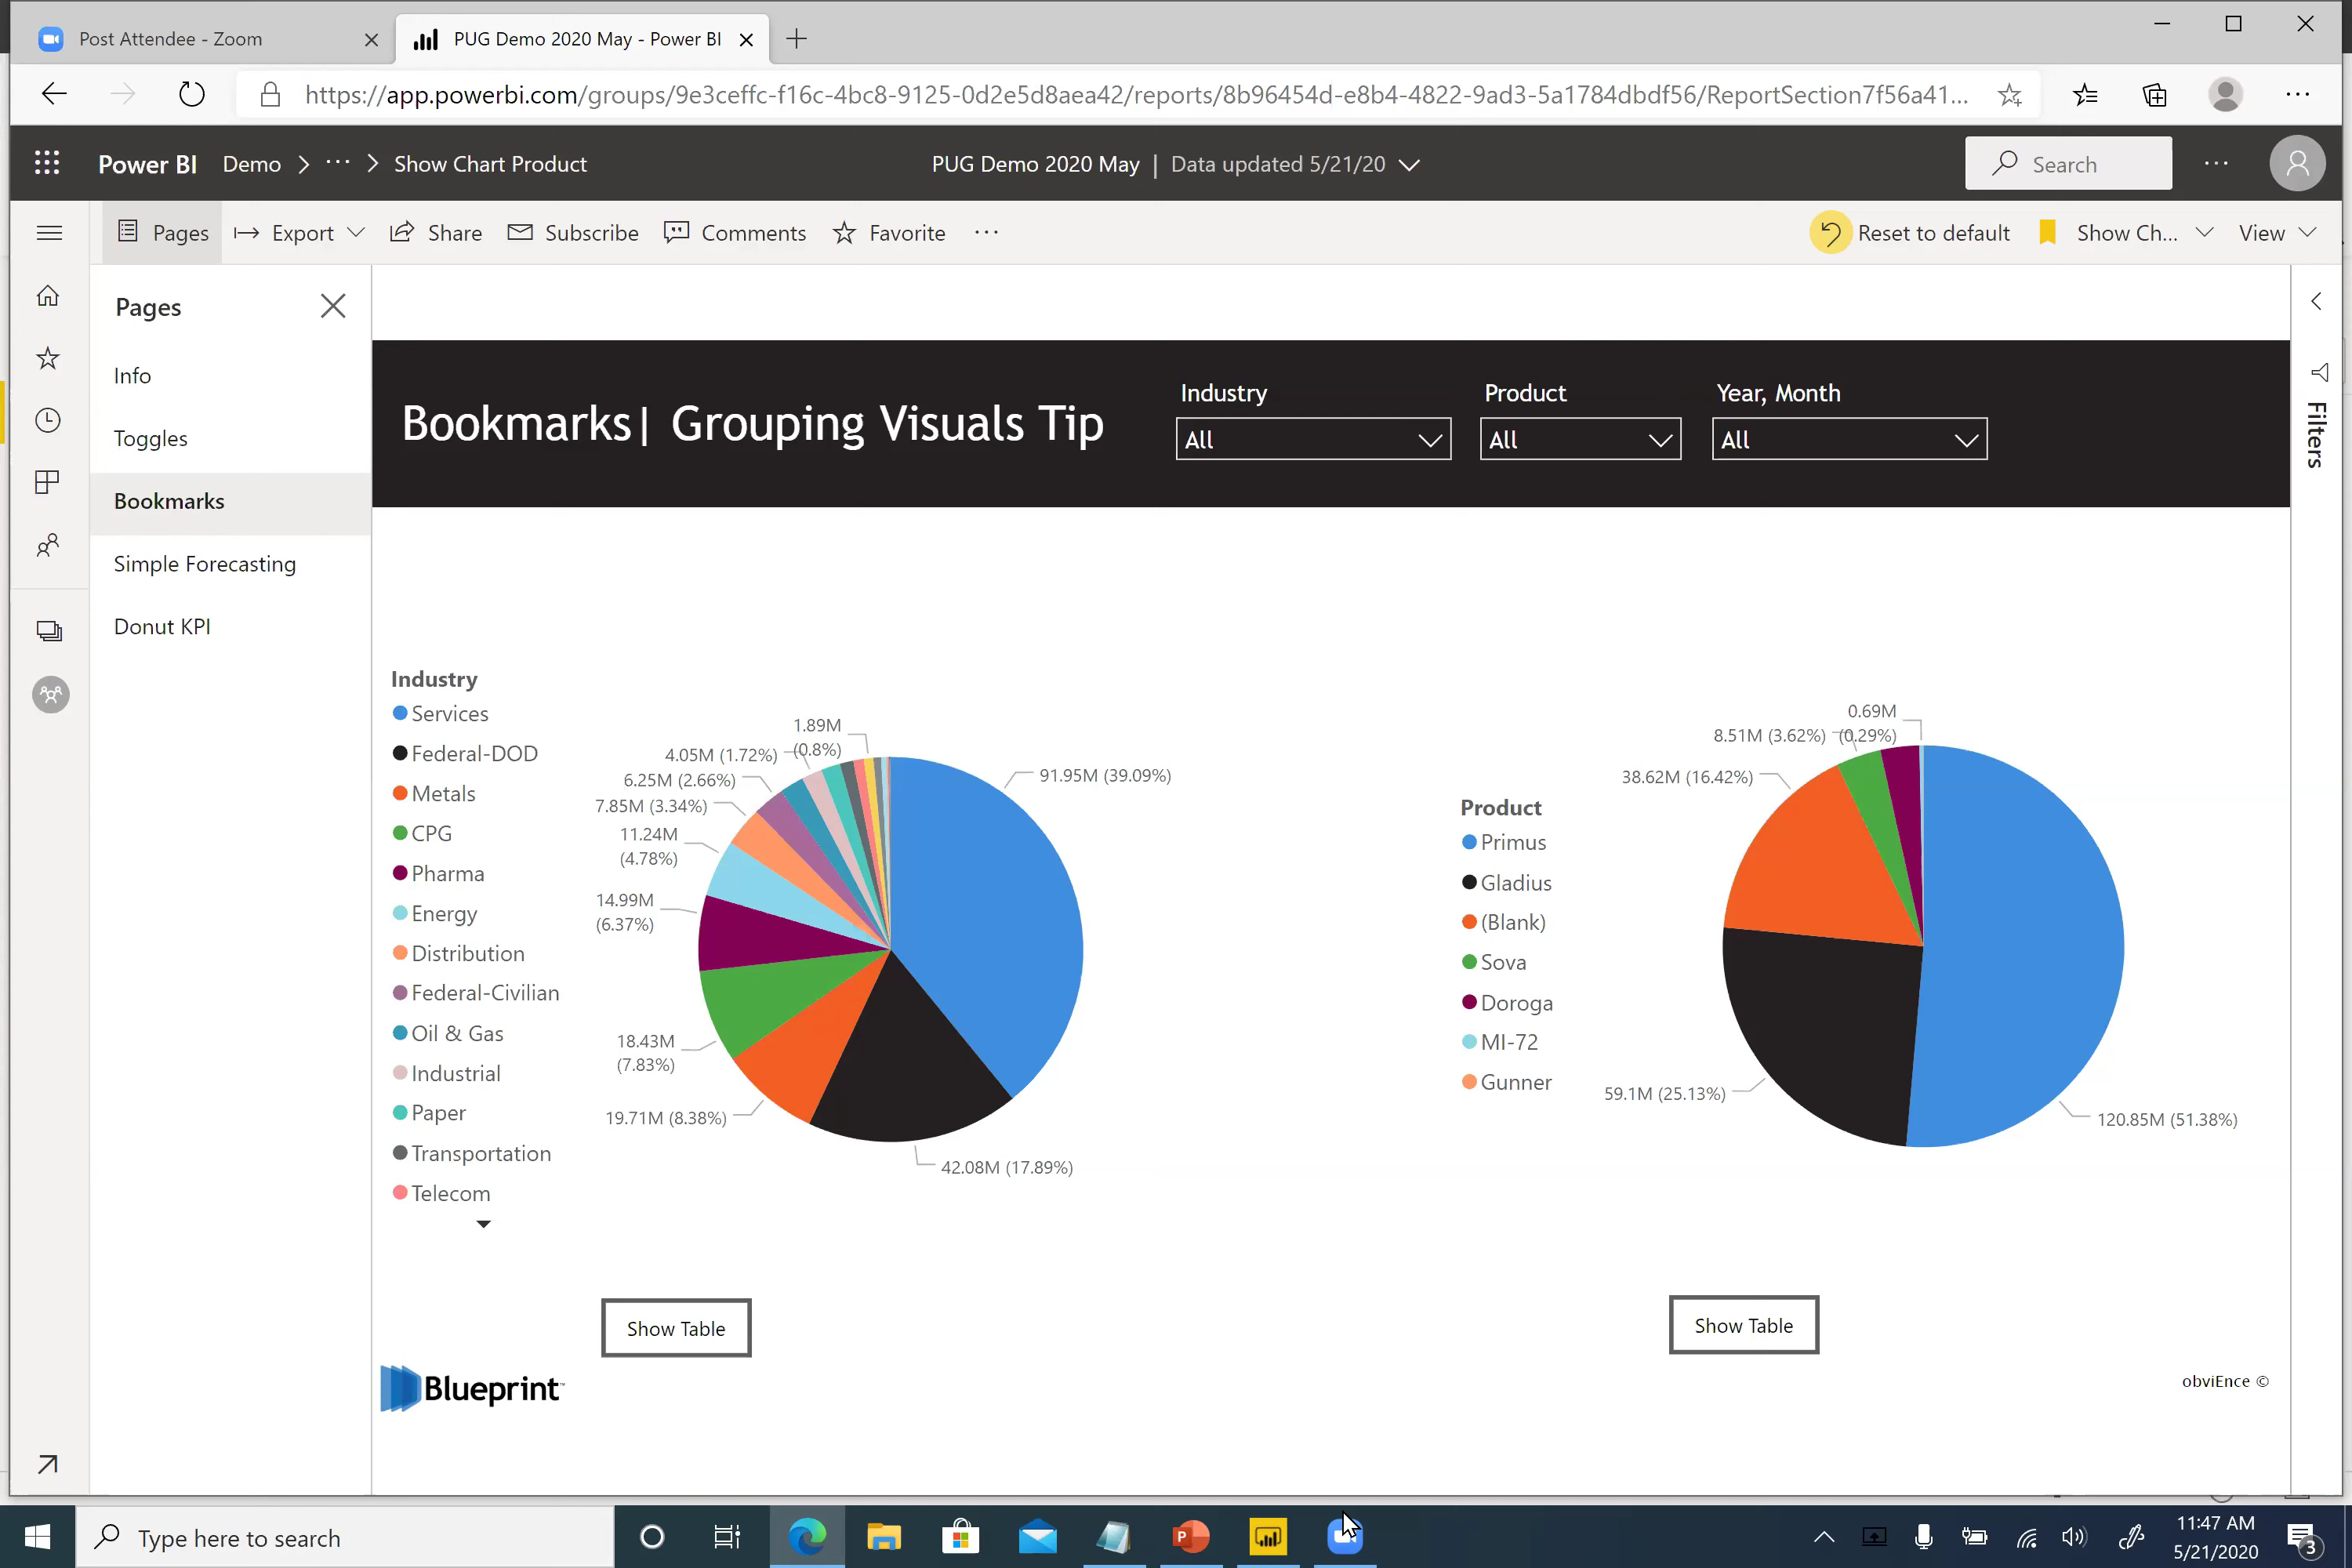 Post Attendee - Zoom
PUG Demo 2020 May - Power BI
https://app.powerbi.com/groups/9e3ceffc-f16c-4bc8-9125-0d2e5d8aea42/reports/8b96454d-e8b4-4822-9ad3-5a1784dbdf56/ReportSection7f56a41...
Power BI Demo > ... > Show Chart Product
PUG Demo 2020 May | Data updated 5/21/20
Search
Pages
Export
Share
Subscribe
Comments
Favorite
Reset to default
Show Ch...
View
Pages
Info
Toggles
Bookmarks
Simple Forecasting
Donut KPI
Bookmarks| Grouping Visuals Tip
Industry
All
Product
All
Year, Month
All
Filters
Industry
Services
Federal-DOD
Metals
CPG
Pharma
Energy
Distribution
Federal-Civilian
Oil & Gas
Industrial
Paper
Transportation
Telecom
1.89M
(0.8%)
4.05M (1.72%)
6.25M (2.66%)
7.85M (3.34%)
11.24M
(4.78%)
14.99M
(6.37%)
18.43M
(7.83%)
19.71M (8.38%)
42.08M (17.89%)
91.95M (39.09%)
Product
Primus
Gladius
(Blank)
Sova
Doroga
MI-72
Gunner
0.69M
(0.29%)
8.51M (3.62%)
38.62M (16.42%)
59.1M (25.13%)
120.85M (51.38%)
Show Table
Show Table
Blueprint™
obviEnce ©
Type here to search
P
11:47 AM
5/21/2020
3